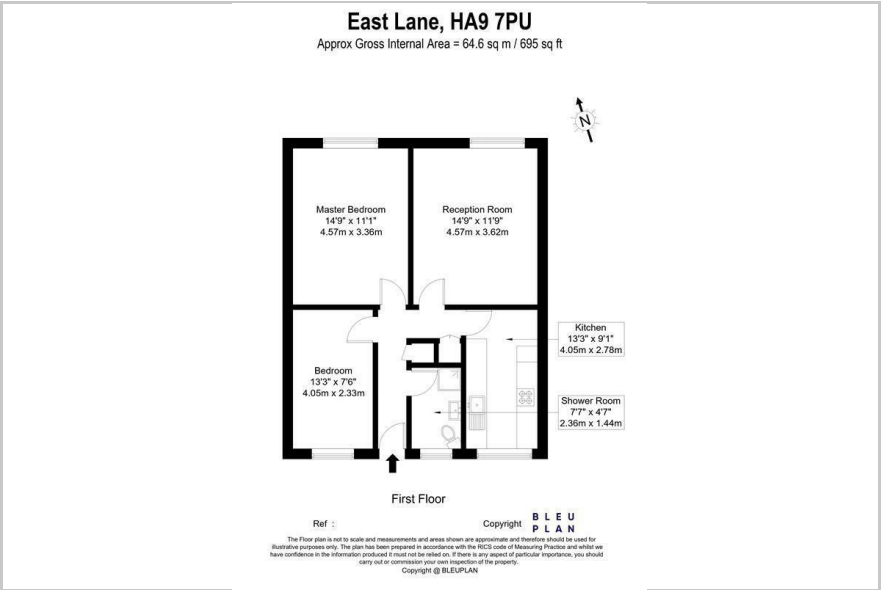 East Lane, HA9 7PU
Approx Gross Internal Area = 64.6 sq m / 695 sq ft
N
Master Bedroom
14'9" x 11'1"
4.57m x 3.36m
Reception Room
14'9" x 11'9"
4.57m x 3.62m
Kitchen
13'3" x 9'1"
4.05m x 2.78m
Bedroom
13'3" x 7'6"
4.05m x 2.33m
Shower Room
7'7" x 4'7"
2.36m x 1.44m
First Floor
Ref :
Copyright
BLEU
PLAN
The Floor plan is not to scale and measurements and areas shown are approximate and therefore should be used for
illustrative purposes only. The plan has been prepared in accordance with the RICS code of Measuring Practice and whilst we
have confidence in the information produced it must not be relied on. If there is any aspect of particular importance, you should
carry out or commission your own inspection of the property.
Copyright @ BLEUPLAN